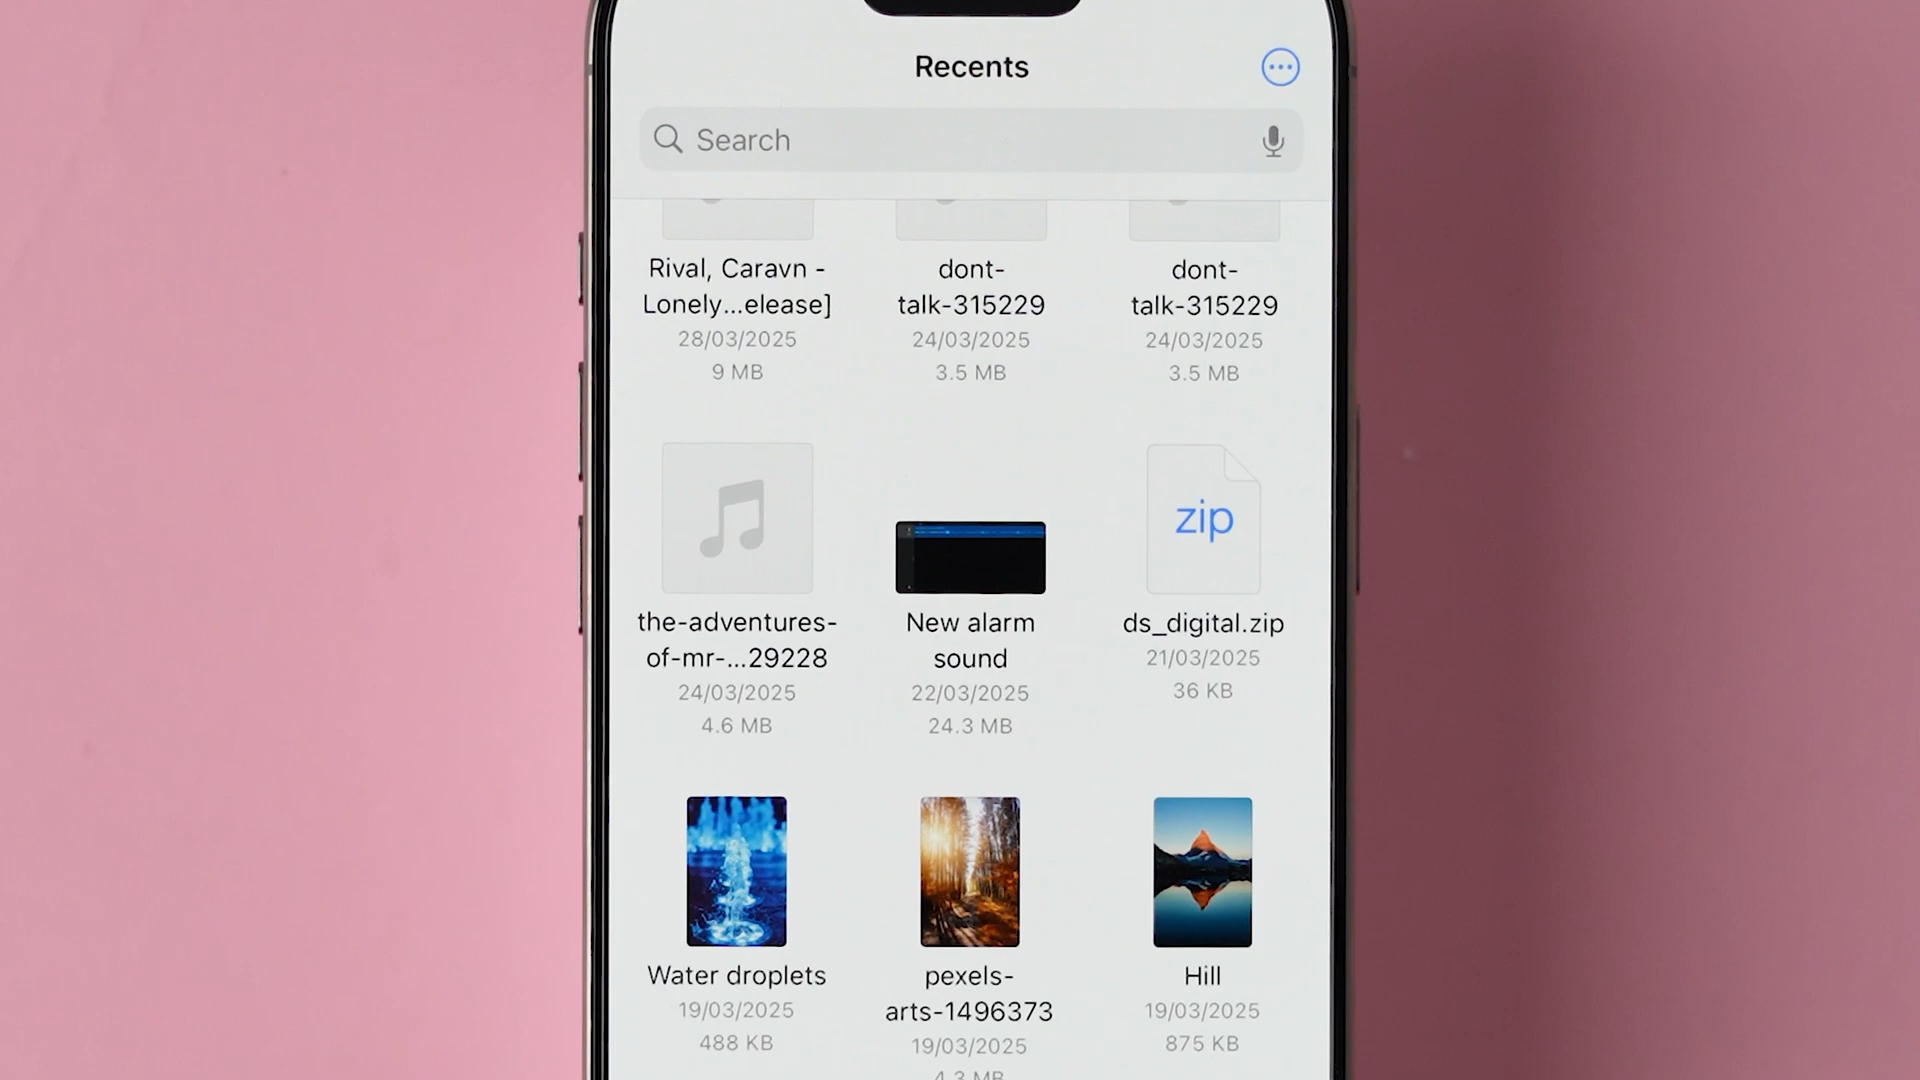 Recents
Search
Rival, Caravn -
Lonely...elease]
28/03/2025
9 MB
dont-
talk-315229
24/03/2025
3.5 MB
dont-
talk-315229
24/03/2025
3.5 MB
the-adventures-
of-mr-...29228
24/03/2025
4.6 MB
New alarm
sound
22/03/2025
24.3 MB
zip
ds_digital.zip
21/03/2025
36 KB
Water droplets
19/03/2025
488 KB
pexels-
arts-1496373
19/03/2025
4.3 MB
Hill
19/03/2025
875 KB